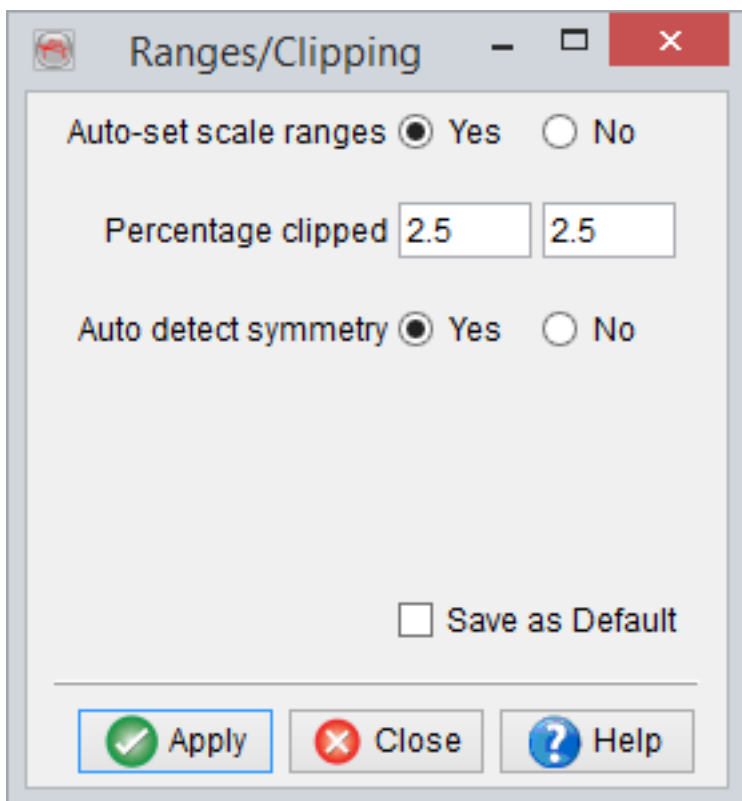 Ranges/Clipping
Auto-set scale ranges Yes No
Percentage clipped 2.5 2.5
Auto detect symmetry Yes No
Save as Default
Apply Close Help